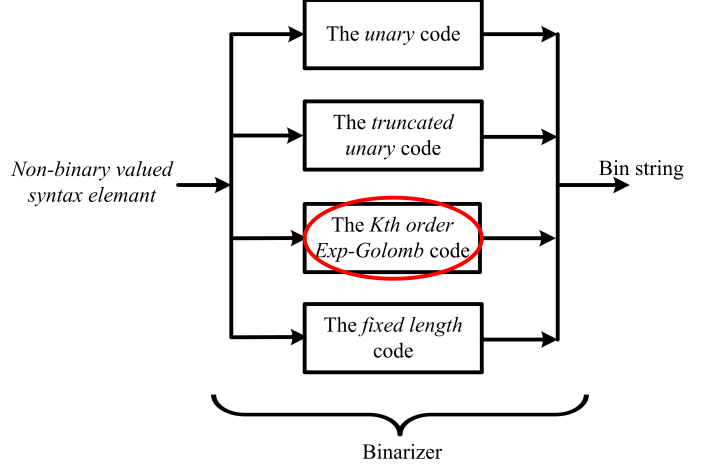 The unary code
The truncated
unary code
Non-binary valued
syntax elemant
Bin string
The Kth order
Exp-Golomb code
The fixed length
code
Binarizer